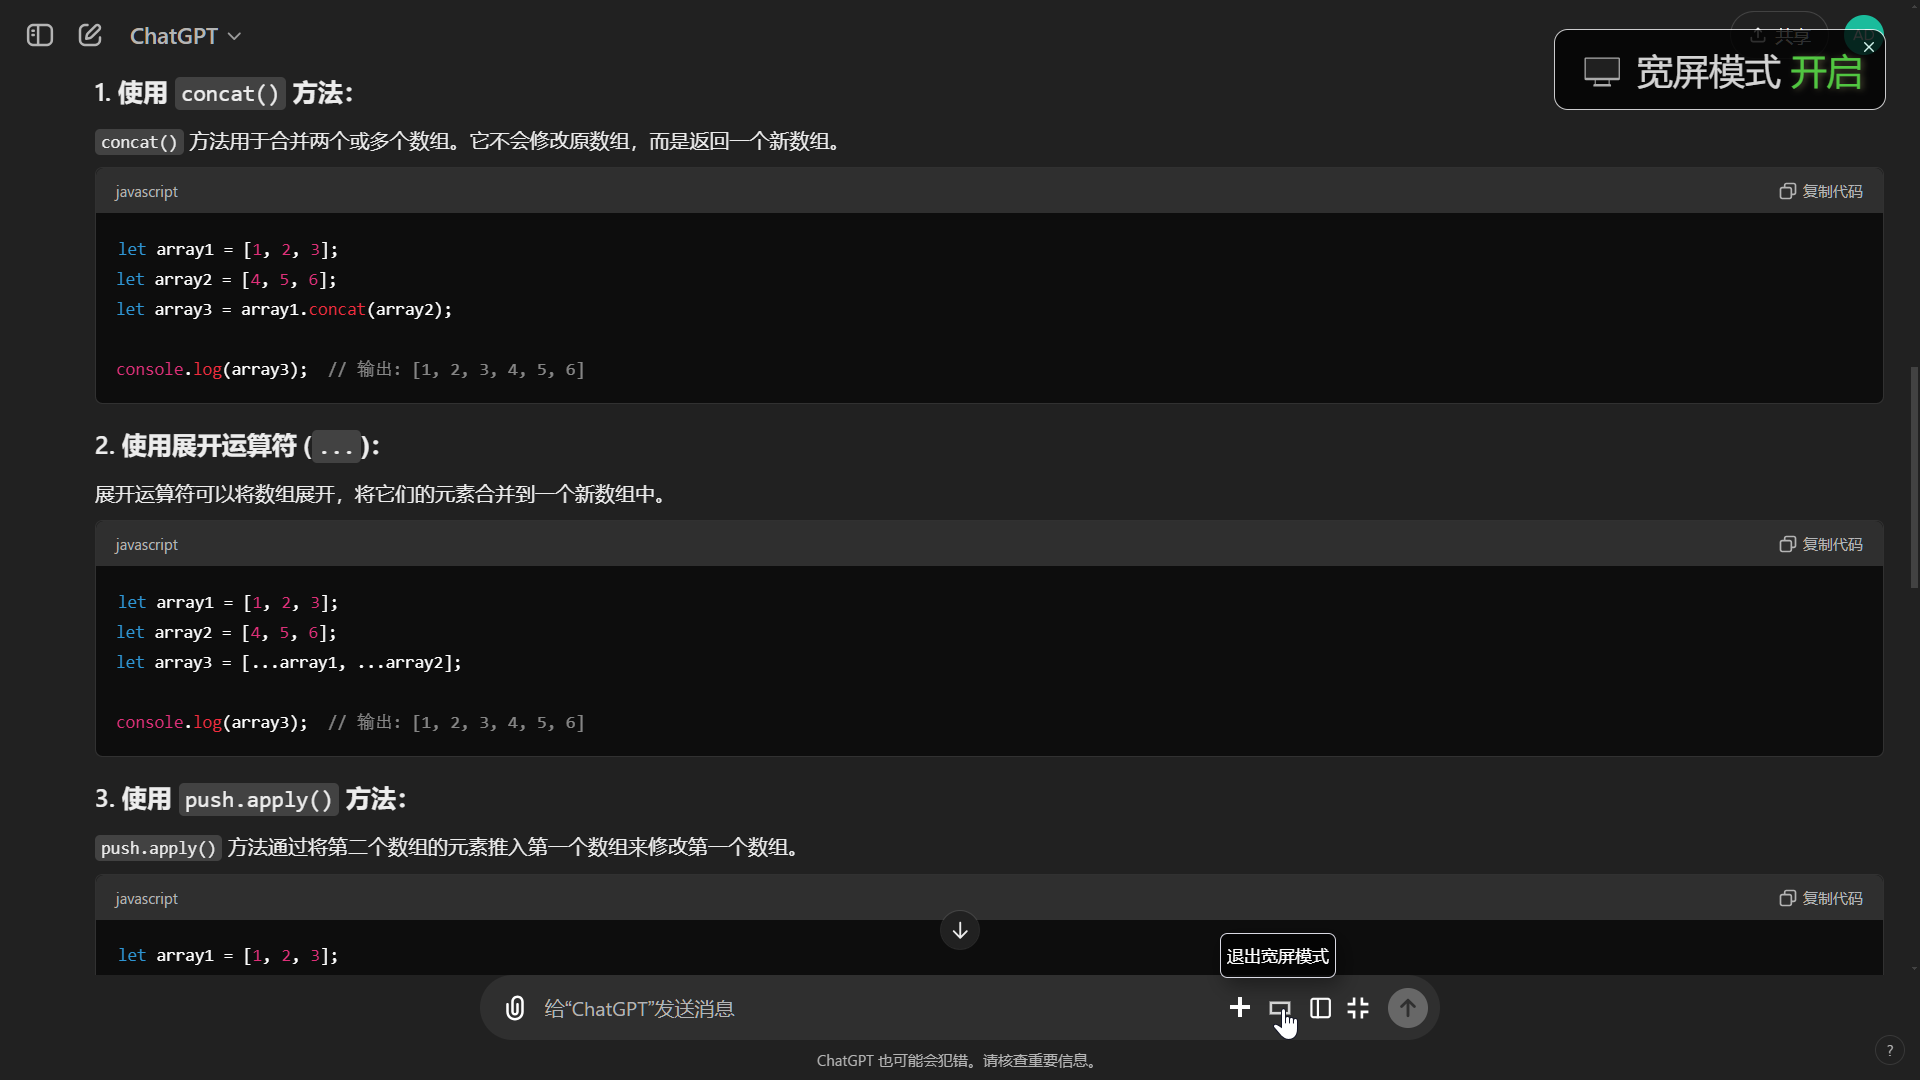 ChatGPT
共享
宽屏模式 开启
1. 使用 concat() 方法：
concat() 方法用于合并两个或多个数组。它不会修改原数组，而是返回一个新数组。
javascript
复制代码
let array1 = [1, 2, 3];
let array2 = [4, 5, 6];
let array3 = array1.concat(array2);
console.log(array3);  // 输出: [1, 2, 3, 4, 5, 6]
2. 使用展开运算符 (...)：
展开运算符可以将数组展开，将它们的元素合并到一个新数组中。
javascript
复制代码
let array1 = [1, 2, 3];
let array2 = [4, 5, 6];
let array3 = [...array1, ...array2];
console.log(array3);  // 输出: [1, 2, 3, 4, 5, 6]
3. 使用 push.apply() 方法：
push.apply() 方法通过将第二个数组的元素推入第一个数组来修改第一个数组。
javascript
复制代码
let array1 = [1, 2, 3];
退出宽屏模式
给“ChatGPT”发送消息
ChatGPT 也可能会犯错。请核查重要信息。
?